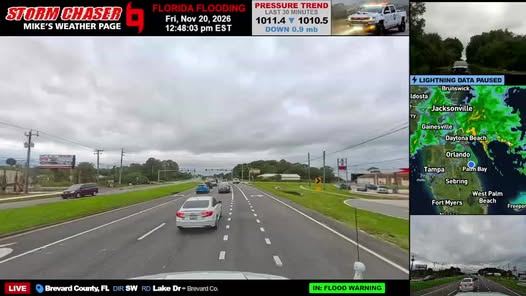 STORM CHASER
MIKE'S WEATHER PAGE
FLORIDA FLOODING
Fri, Nov 20, 2026
12:48:03 pm EST
PRESSURE TREND
LAST 30 MINUTES
1011.4 ▼ 1010.5
DOWN 0.9 mb
LIGHTNING DATA PAUSED
Brunswick
Jacksonville
Gainesville
Daytona Beach
Orlando
Tampa
Palm Bay
Sebring
West Palm Beach
Fort Myers
Freeport
LIVE
Brevard County, FL DIR SW RD Lake Dr - Brevard Co.
IN: FLOOD WARNING